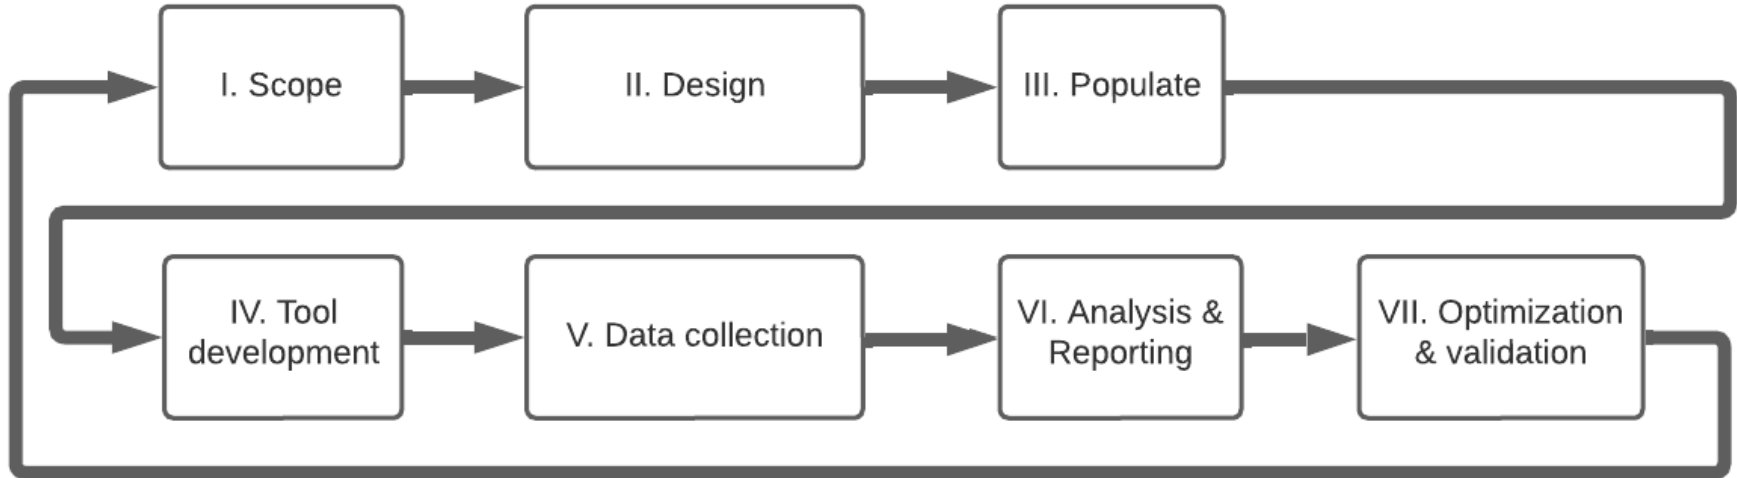 I. Scope
II. Design
III. Populate
IV. Tool
development
V. Data collection
VI. Analysis &
Reporting
VII. Optimization
& validation